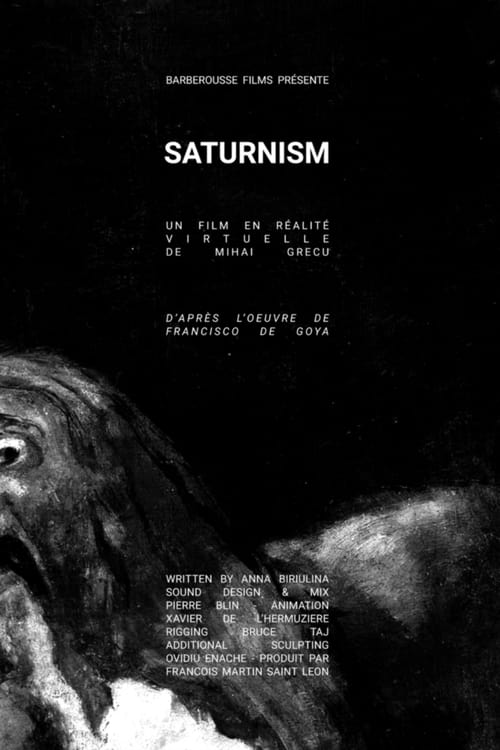 BARBEROUSSE FILMS PRÉSENTE
SATURNISM
UN FILM EN RÉALITÉ
VIRTUELLE
DE MIHAI GRECU
D'APRÈS L'OEUVRE DE
FRANCISCO DE GOYA
WRITTEN BY ANNA BIRIULINA
SOUND DESIGN & MIX
PIERRE BLIN - ANIMATION
XAVIER DE L'HERMUZIERE
RIGGING BRUCE TAJ
ADDITIONAL SCULPTING
OVIDIU ENACHE - PRODUIT PAR
FRANCOIS MARTIN SAINT LEON